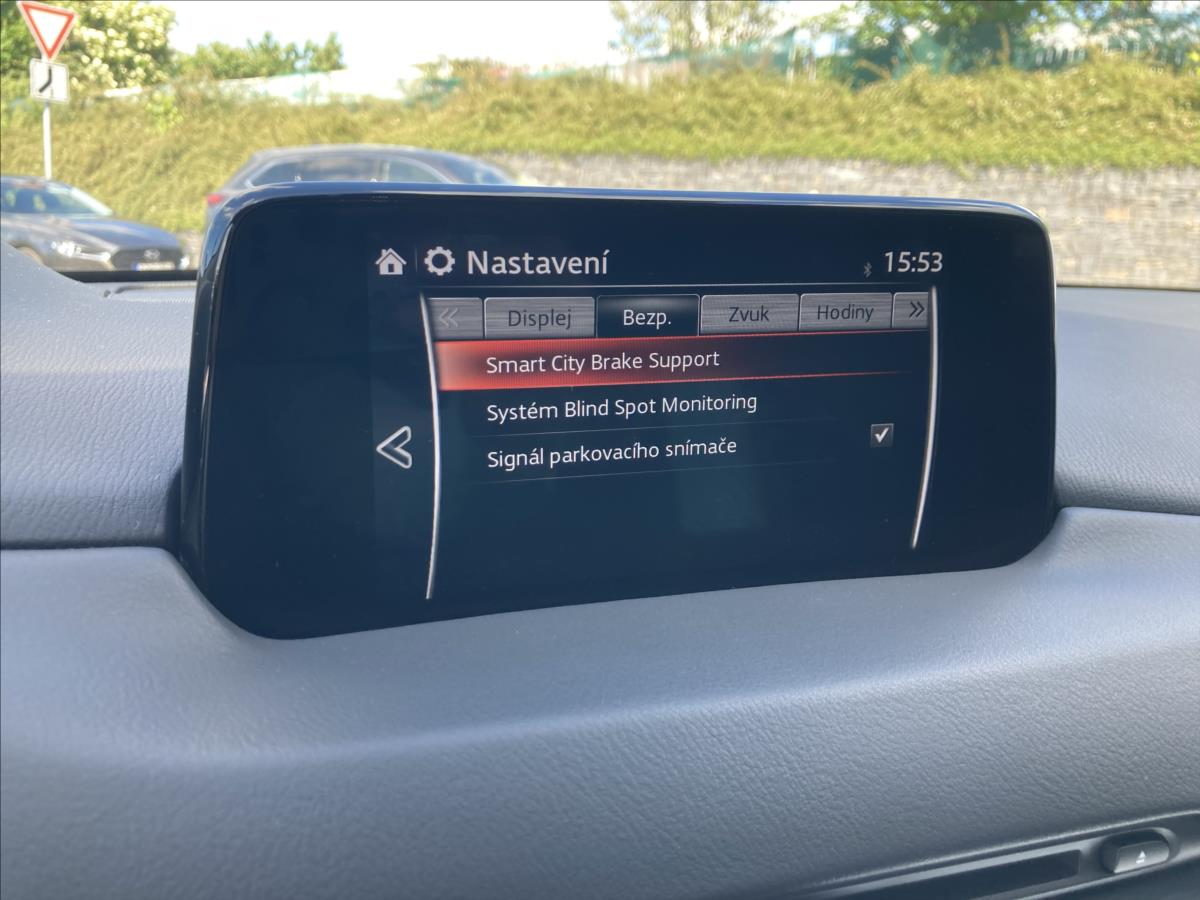 Nastavení
15:53
Displej Bezp. Zvuk Hodiny
Smart City Brake Support
Systém Blind Spot Monitoring
Signál parkovacího snímače